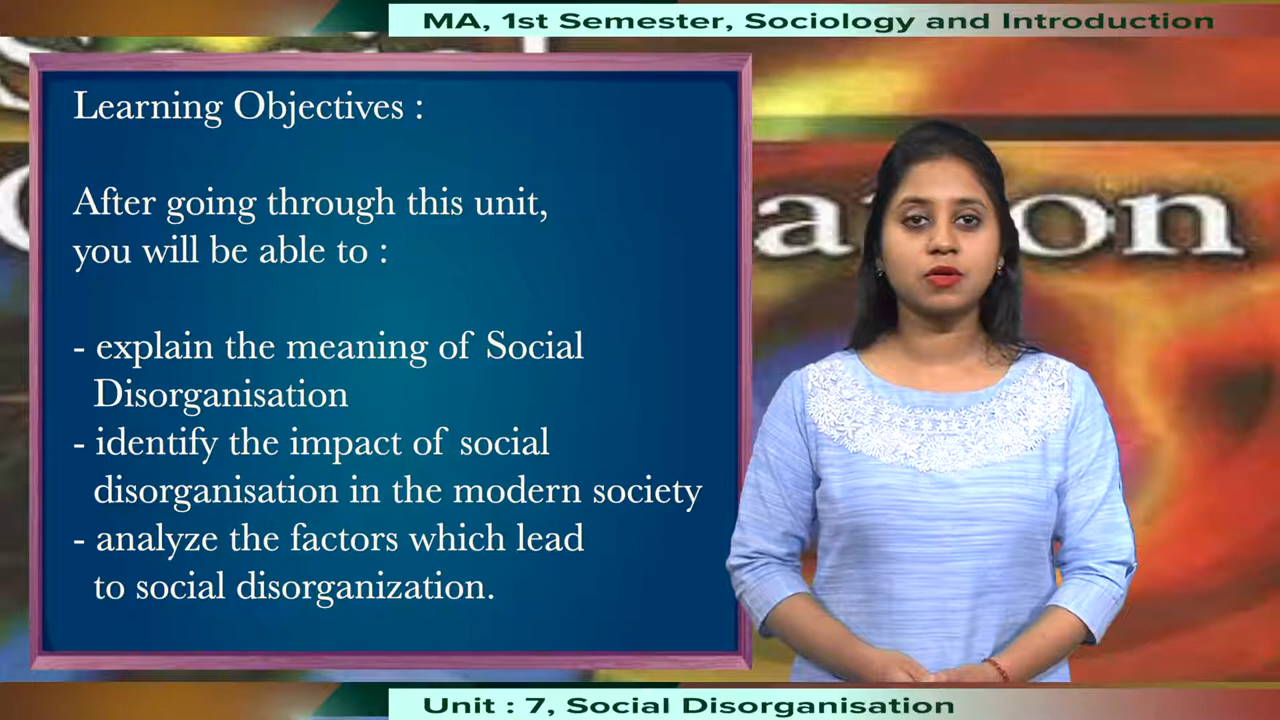 MA, 1st Semester, Sociology and Introduction
Social
ation
Learning Objectives :
After going through this unit,
you will be able to :
- explain the meaning of Social
Disorganisation
- identify the impact of social
disorganisation in the modern society
- analyze the factors which lead
to social disorganization.
Unit : 7, Social Disorganisation